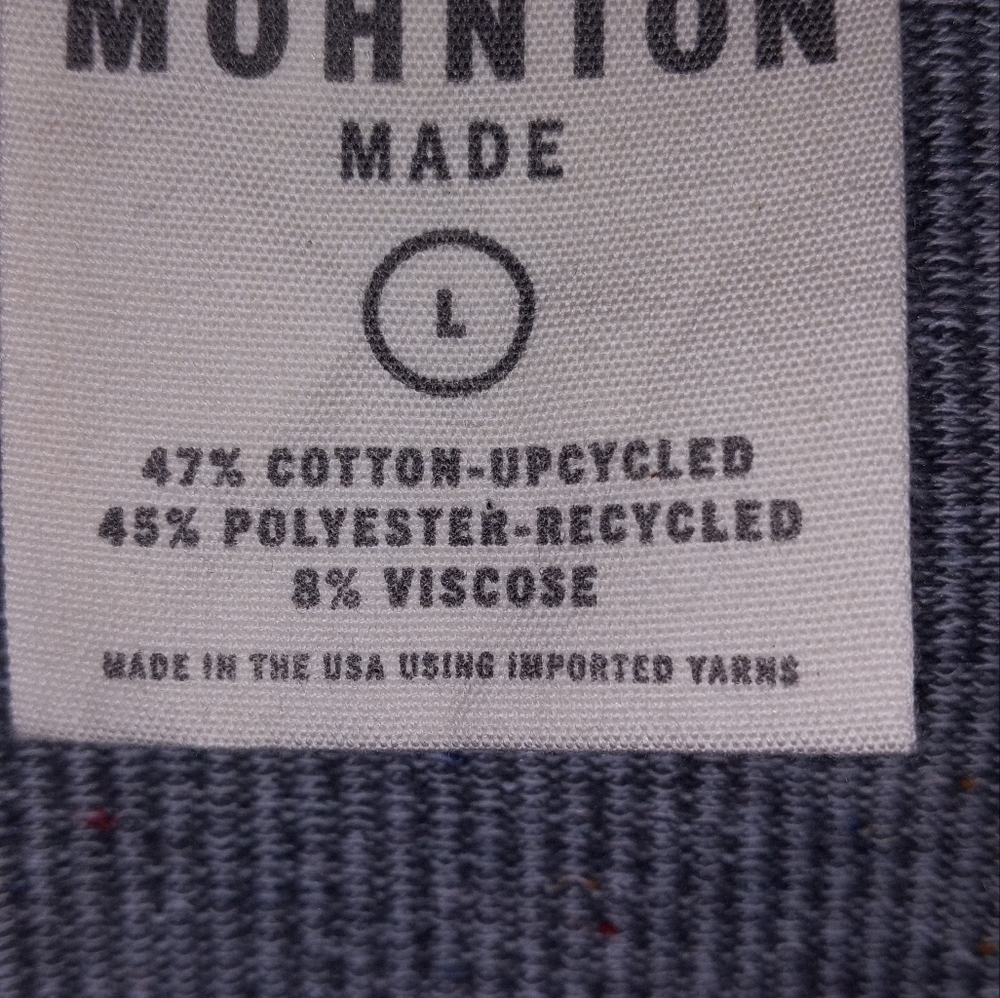 MOHNTON
MADE
L
47% COTTON-UPCYCLED
45% POLYESTER-RECYCLED
8% VISCOSE
MADE IN THE USA USING IMPORTED YARNS